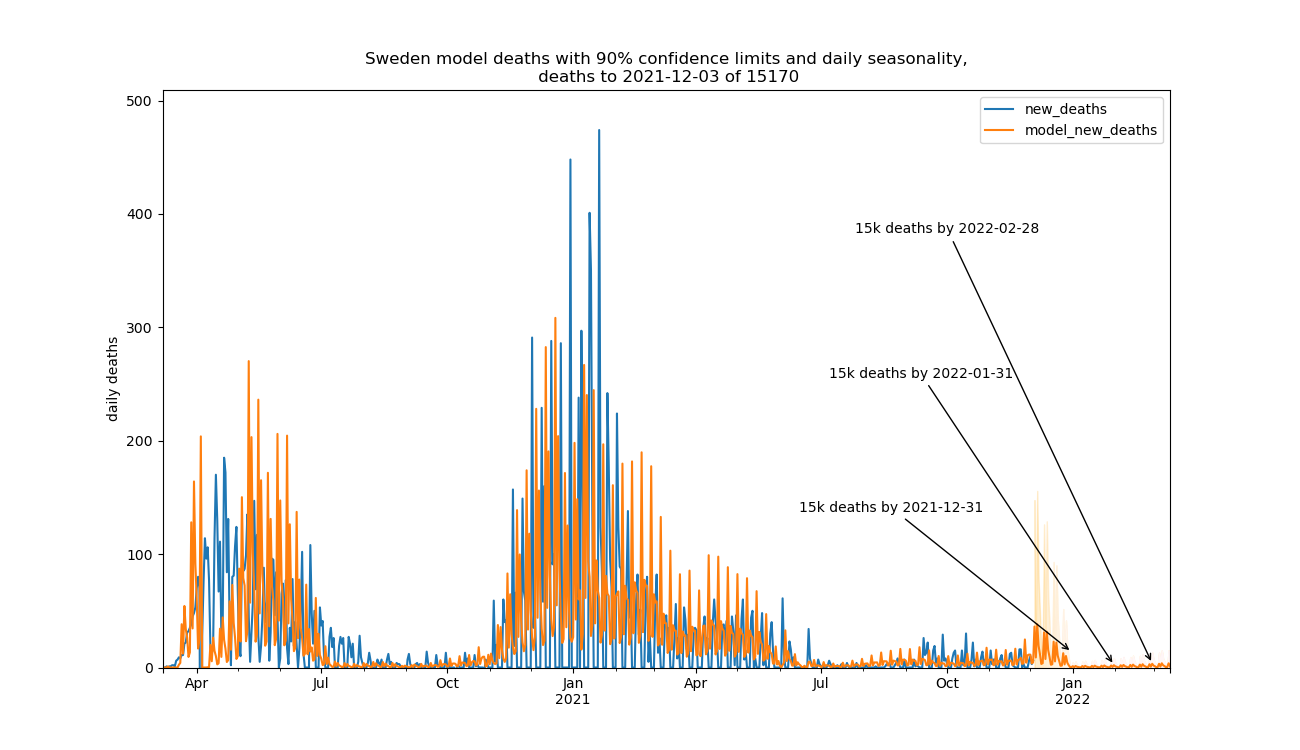 Sweden model deaths with 90% confidence limits and daily seasonality,
deaths to 2021-12-03 of 15170
new_deaths
model_new_deaths
daily deaths
500
400
300
200
100
0
15k deaths by 2022-02-28
15k deaths by 2022-01-31
15k deaths by 2021-12-31
Apr
Jul
Oct
Jan
2021
Apr
Jul
Oct
Jan
2022